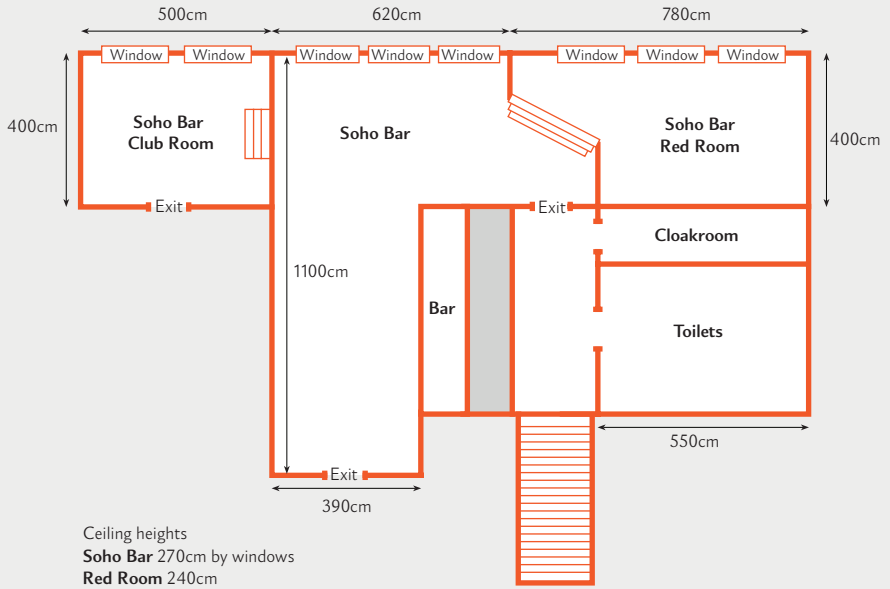 500cm
620cm
780cm
Window
Window
Window
Window
Window
Window
Window
Window
400cm
Soho Bar
Club Room
Soho Bar
Soho Bar
Red Room
400cm
Exit
Exit
Cloakroom
1100cm
Bar
Toilets
550cm
Exit
390cm
Ceiling heights
Soho Bar 270cm by windows
Red Room 240cm